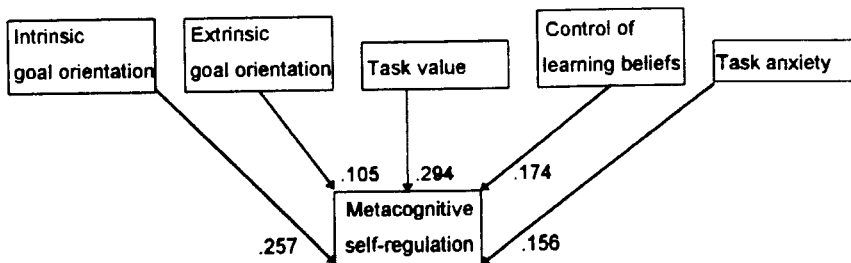 Intrinsic
goal orientation
Extrinsic
goal orientation
Task value
Control of
learning beliefs
Task anxiety
.105
.294
.174
Metacognitive
self-regulation
.257
.156